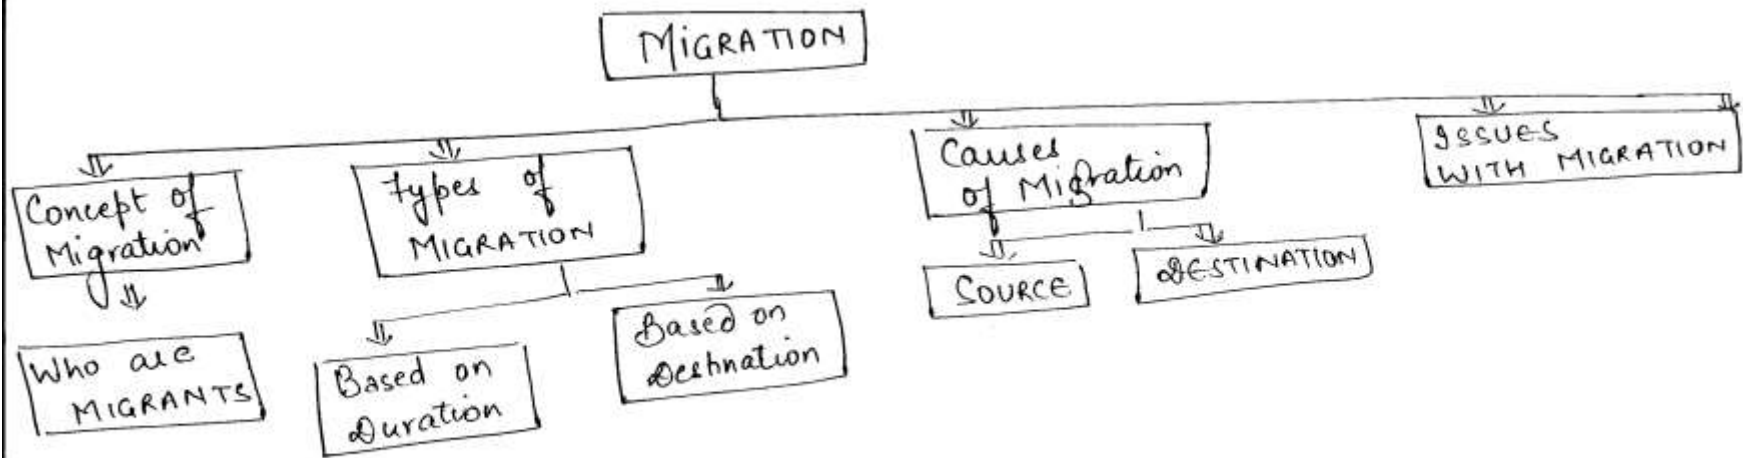 MIGRATION
Concept of
Migration
Types of
MIGRATION
Causes
of Migration
ISSUES
WITH MIGRATION
SOURCE
DESTINATION
Who are
MIGRANTS
Based on
Duration
Based on
Destination